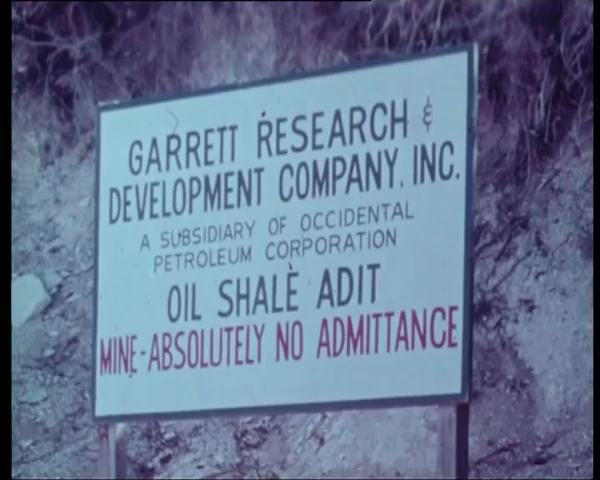 GARRETT RESEARCH &
DEVELOPMENT COMPANY, INC.
A SUBSIDIARY OF OCCIDENTAL
PETROLEUM CORPORATION
OIL SHALE ADIT
MINE-ABSOLUTELY NO ADMITTANCE